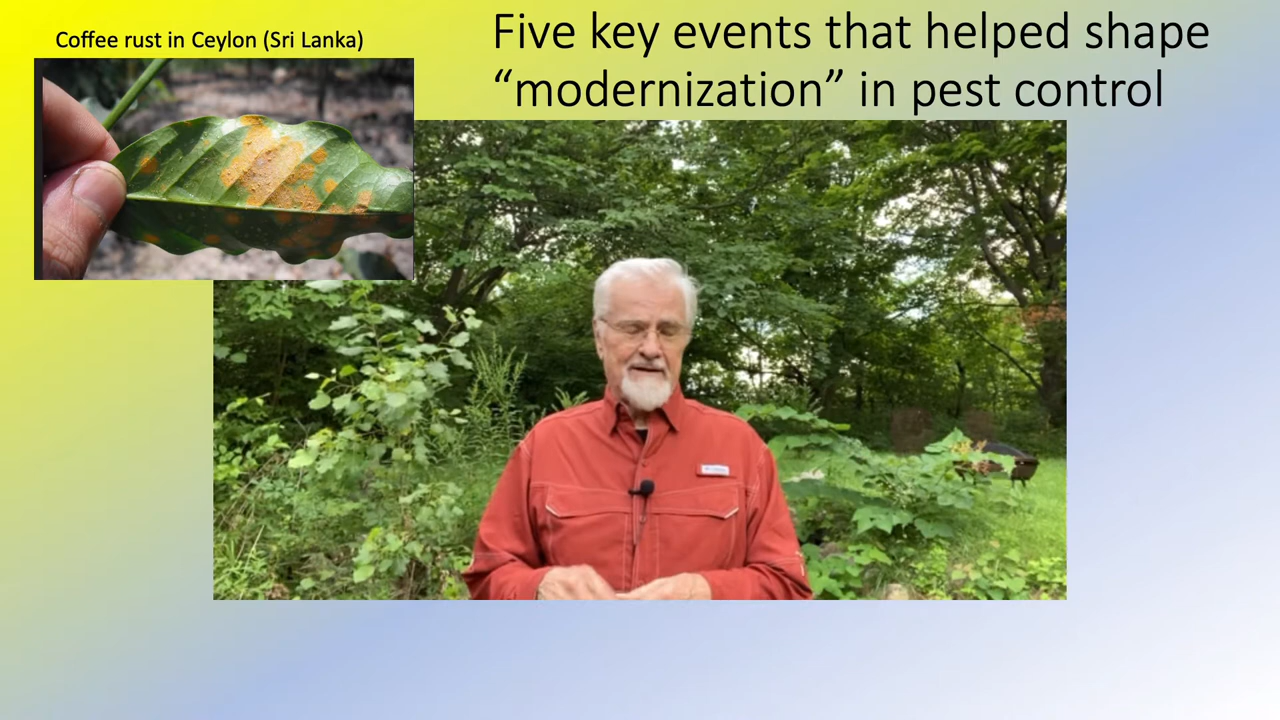 Coffee rust in Ceylon (Sri Lanka)
Five key events that helped shape
“modernization” in pest control